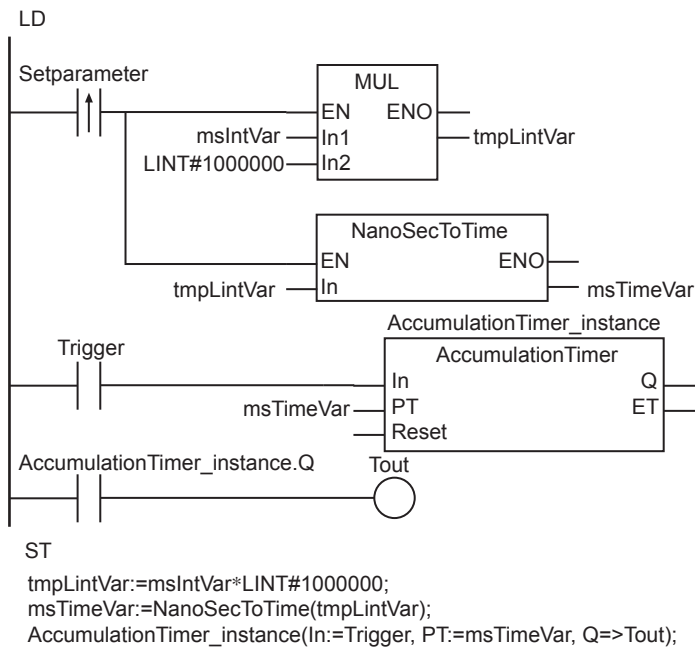 LD
Setparameter
MUL
EN ENO
msIntVar In1 tmpLintVar
LINT#1000000 In2
NanoSecToTime
EN ENO
tmpLintVar In msTimeVar
AccumulationTimer_instance
Trigger AccumulationTimer
In Q
msTimeVar PT ET
Reset
AccumulationTimer_instance.Q Tout
ST
tmpLintVar:=msIntVar*LINT#1000000;
msTimeVar:=NanoSecToTime(tmpLintVar);
AccumulationTimer_instance(In:=Trigger, PT:=msTimeVar, Q=>Tout);